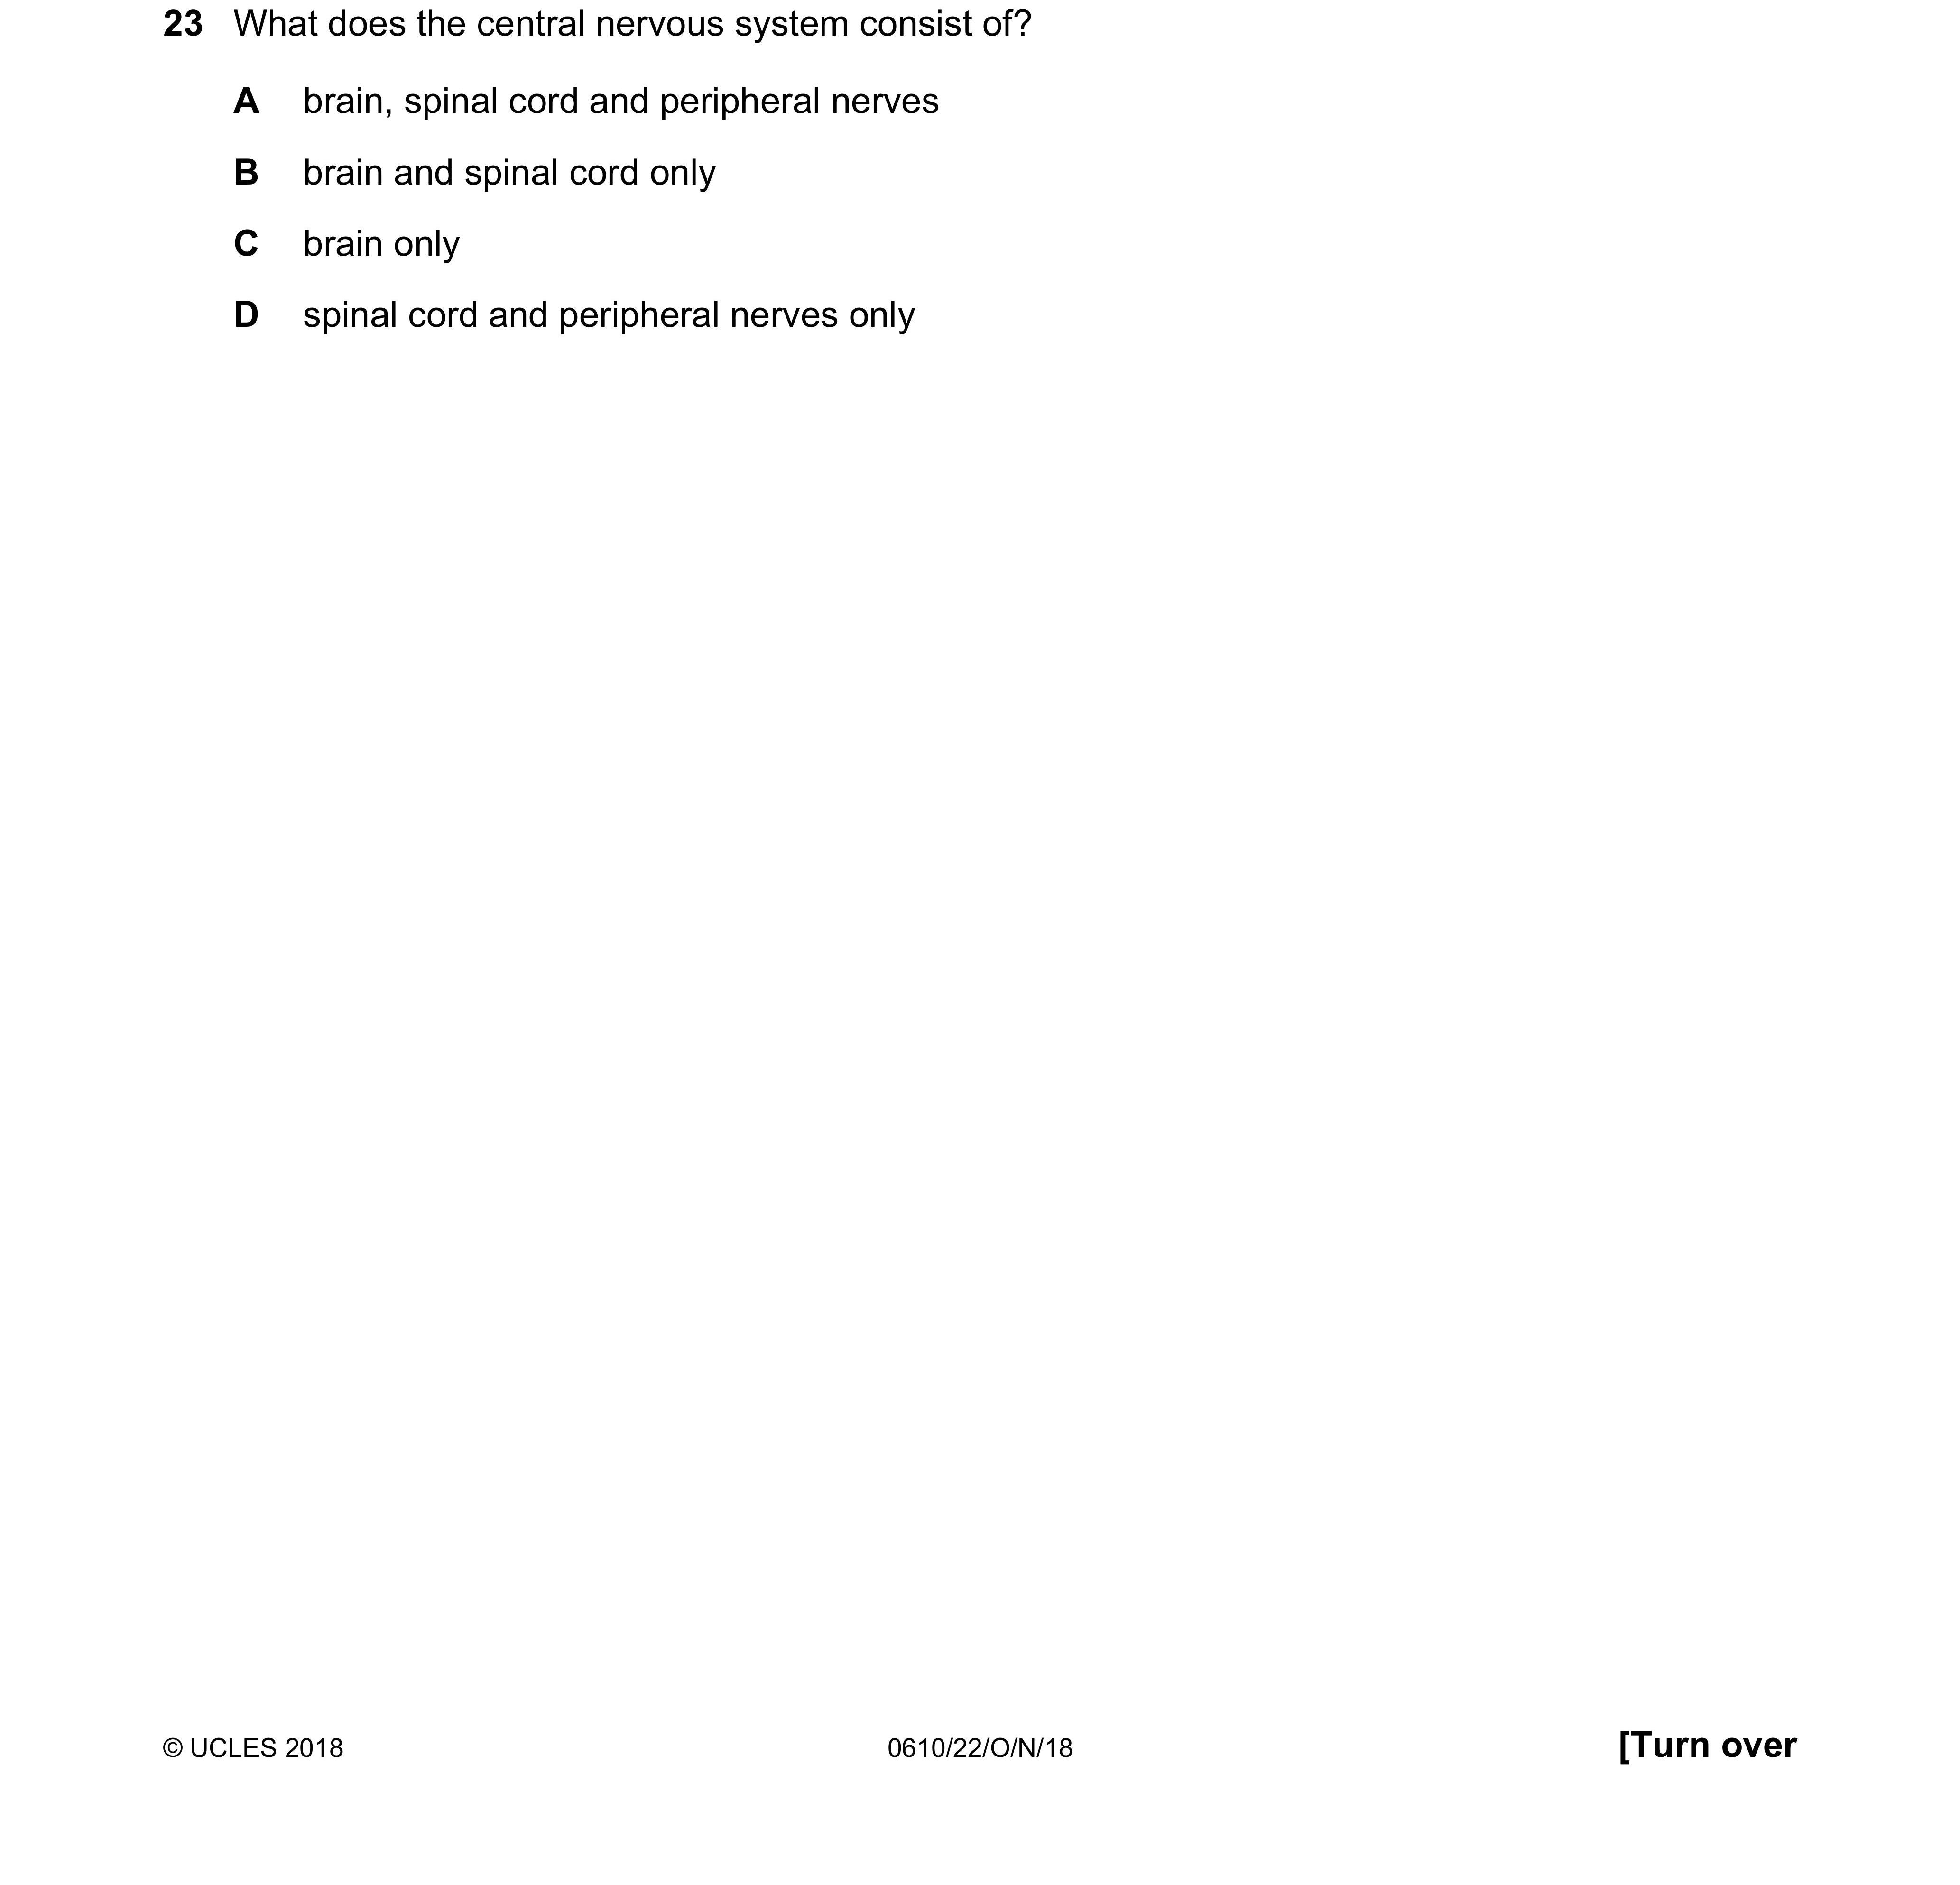 23 What does the central nervous system consist of?
A brain, spinal cord and peripheral nerves
B brain and spinal cord only
C brain only
D spinal cord and peripheral nerves only
© UCLES 2018 0610/22/O/N/18 [Turn over